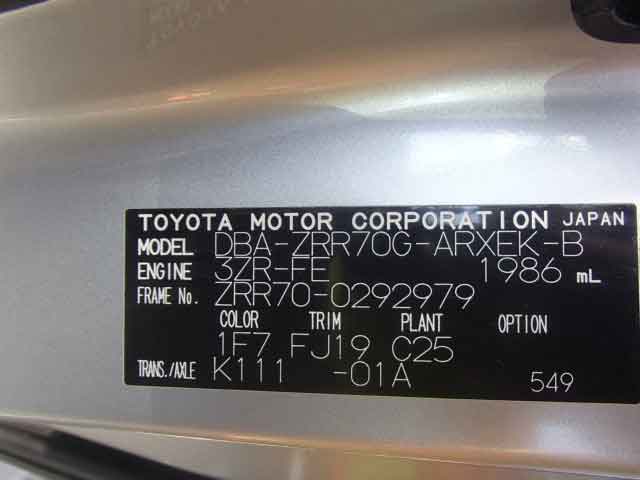 TOYOTA MOTOR CORPORATION JAPAN
MODEL DBA-ZRR70G-ARXEK-B
ENGINE 3ZR-FE 1986 mL
FRAME No. ZRR70-0292979
COLOR TRIM PLANT OPTION
1F7 FJ19 C25
TRANS./AXLE K111 -01A 549